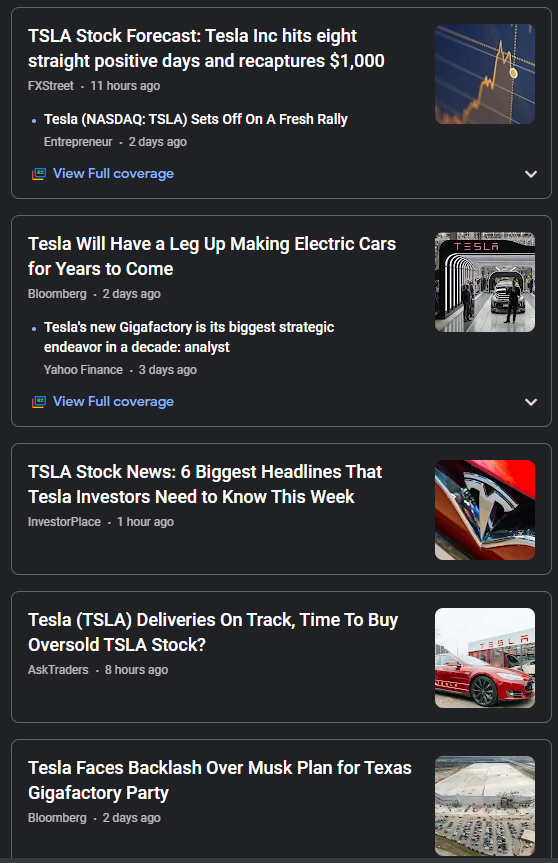 TSLA Stock Forecast: Tesla Inc hits eight
straight positive days and recaptures $1,000
FXStreet · 11 hours ago
Tesla (NASDAQ: TSLA) Sets Off On A Fresh Rally
Entrepreneur · 2 days ago
View Full coverage
Tesla Will Have a Leg Up Making Electric Cars
for Years to Come
TESLA
Bloomberg · 2 days ago
Tesla's new Gigafactory is its biggest strategic
endeavor in a decade: analyst
Yahoo Finance · 3 days ago
View Full coverage
TSLA Stock News: 6 Biggest Headlines That
Tesla Investors Need to Know This Week
InvestorPlace · 1 hour ago
Tesla (TSLA) Deliveries On Track, Time To Buy
Oversold TSLA Stock?
TESLA
AskTraders · 8 hours ago
Tesla Faces Backlash Over Musk Plan for Texas
Gigafactory Party
Bloomberg · 2 days ago